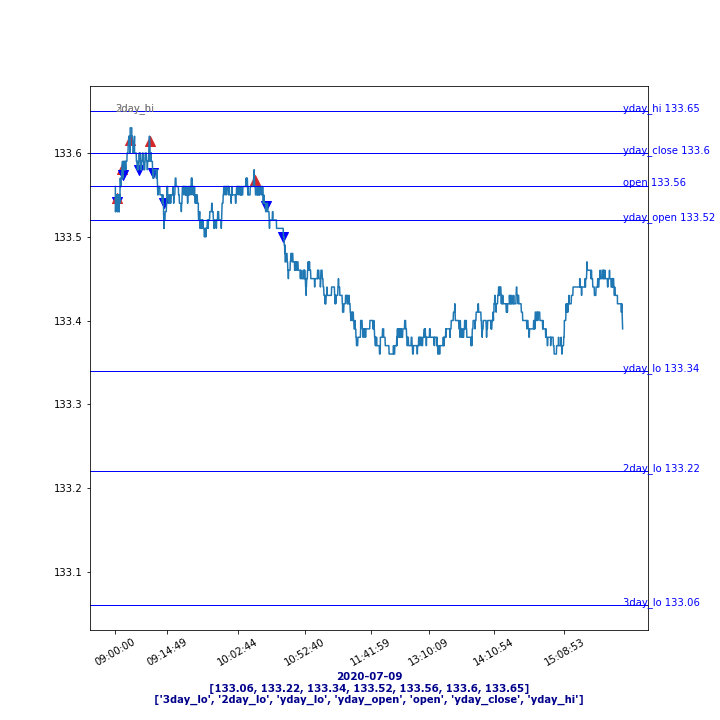 3day_hi
yday_hi 133.65
133.6
yday_close 133.6
open 133.56
yday_open 133.52
133.5
133.4
yday_lo 133.34
133.3
2day_lo 133.22
133.2
133.1
3day_lo 133.06
09:00:00 09:14:49 10:02:44 10:52:40 11:41:59 13:10:09 14:10:54 15:08:53
2020-07-09
[133.06, 133.22, 133.34, 133.52, 133.56, 133.6, 133.65]
['3day_lo', '2day_lo', 'yday_lo', 'yday_open', 'open', 'yday_close', 'yday_hi']